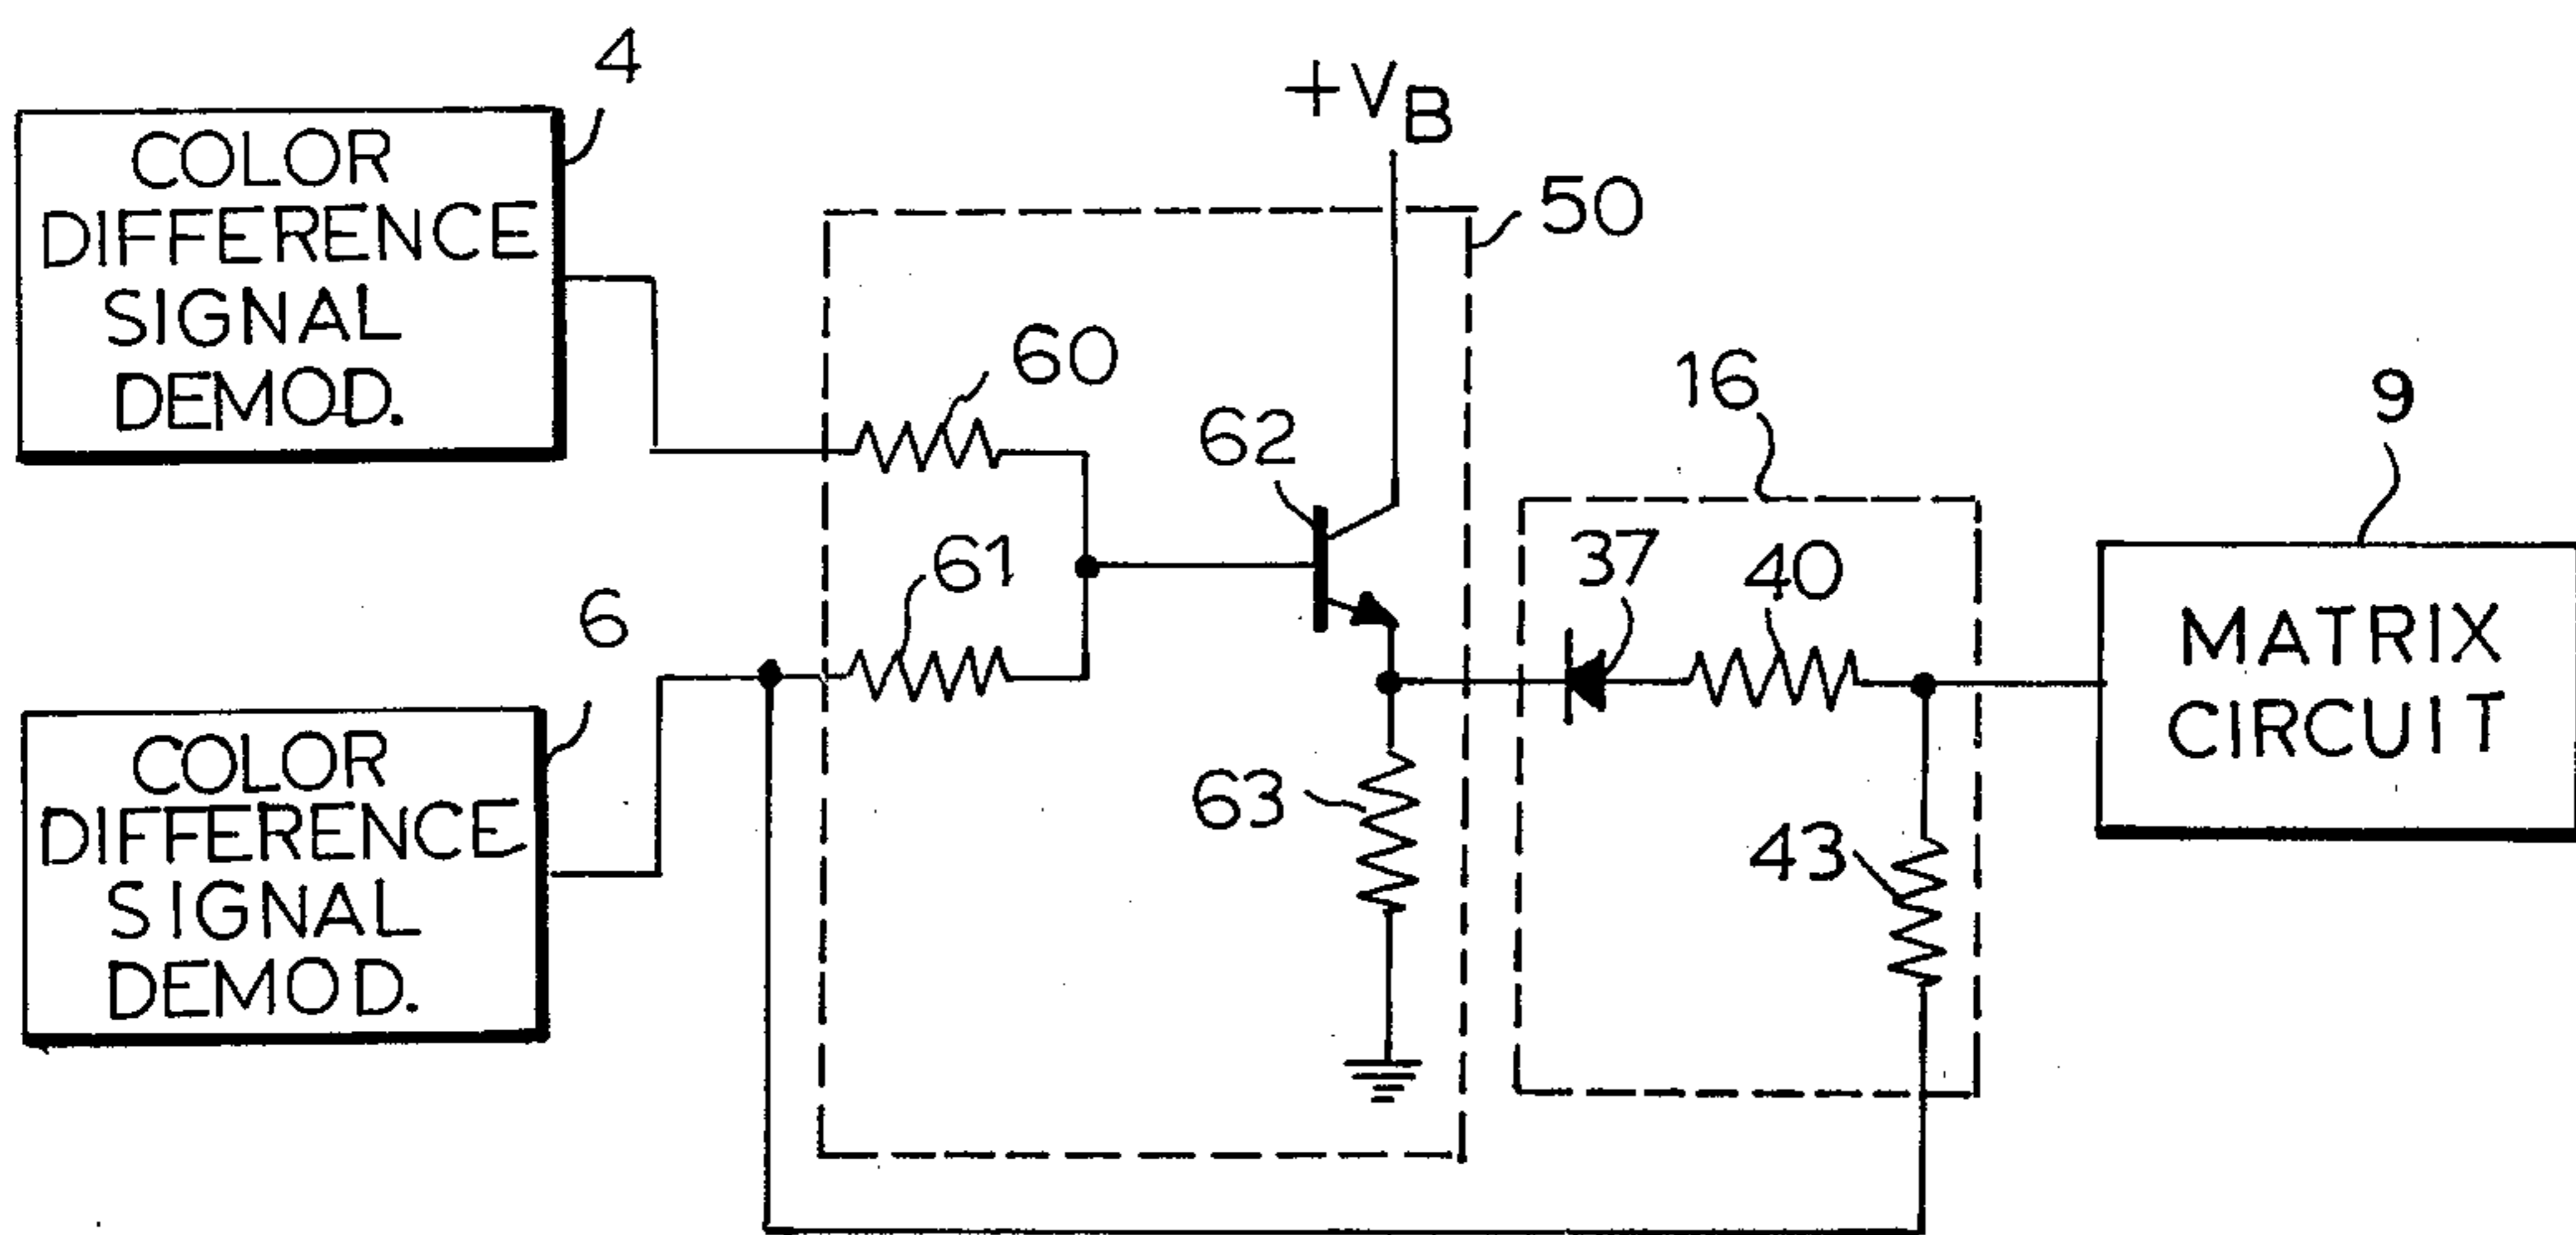 4
COLOR
DIFFERENCE
SIGNAL
DEMOD.
+VB
50
60
62
61
16
9
37
40
MATRIX
CIRCUIT
6
COLOR
DIFFERENCE
SIGNAL
DEMOD.
63
43